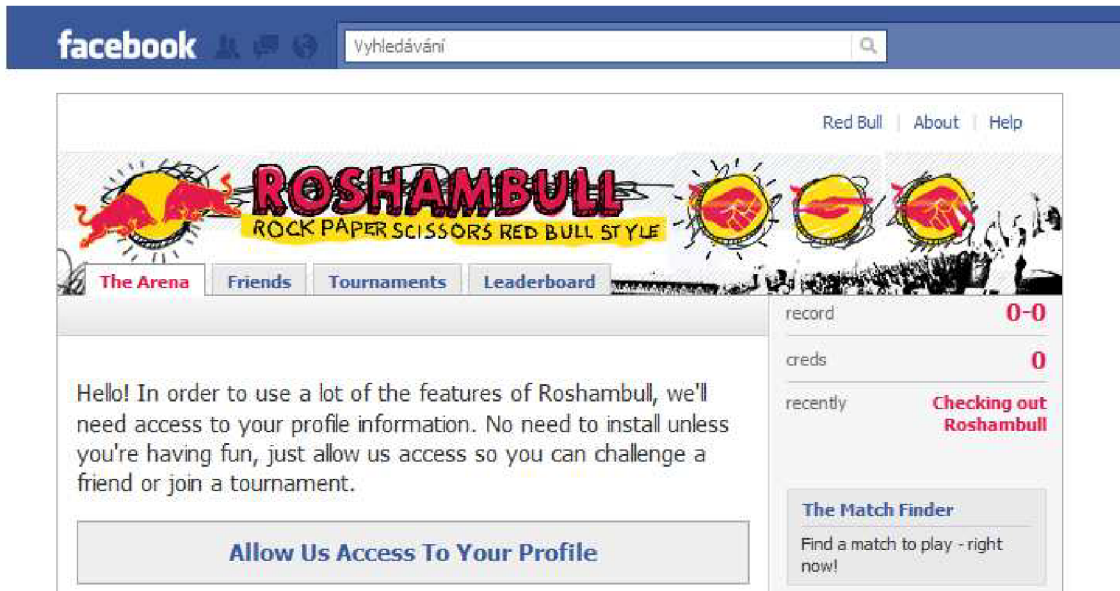 facebook
Vyhledávání
Red Bull | About | Help
ROSHAMBULL
ROCK PAPER SCISSORS RED BULL STYLE
The Arena Friends Tournaments Leaderboard
record 0-0
creds 0
recently Checking out
Roshambull
Hello! In order to use a lot of the features of Roshambull, we'll
need access to your profile information. No need to install unless
you're having fun, just allow us access so you can challenge a
friend or join a tournament.
Allow Us Access To Your Profile
The Match Finder
Find a match to play - right
now!